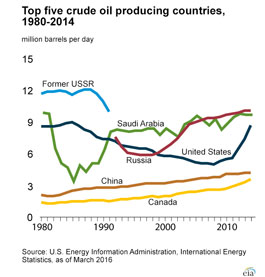 Top five crude oil producing countries,
1980-2014
million barrels per day
15
Former USSR
12
Saudi Arabia
9
United States
Russia
6
China
3
Canada
0
1980 1990 2000 2010
Source: U.S. Energy Information Administration, International Energy
Statistics, as of March 2016
eia